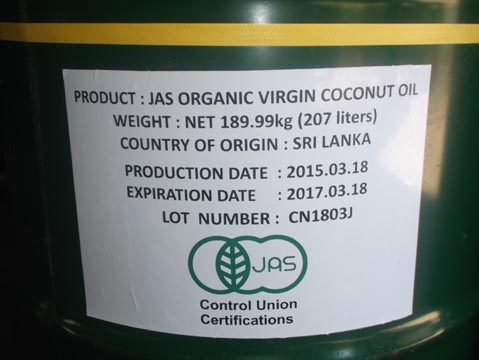 PRODUCT : JAS ORGANIC VIRGIN COCONUT OIL
WEIGHT : NET 189.99kg (207 liters)
COUNTRY OF ORIGIN : SRI LANKA
PRODUCTION DATE : 2015.03.18
EXPIRATION DATE : 2017.03.18
LOT NUMBER : CN1803J
JAS
Control Union
Certifications